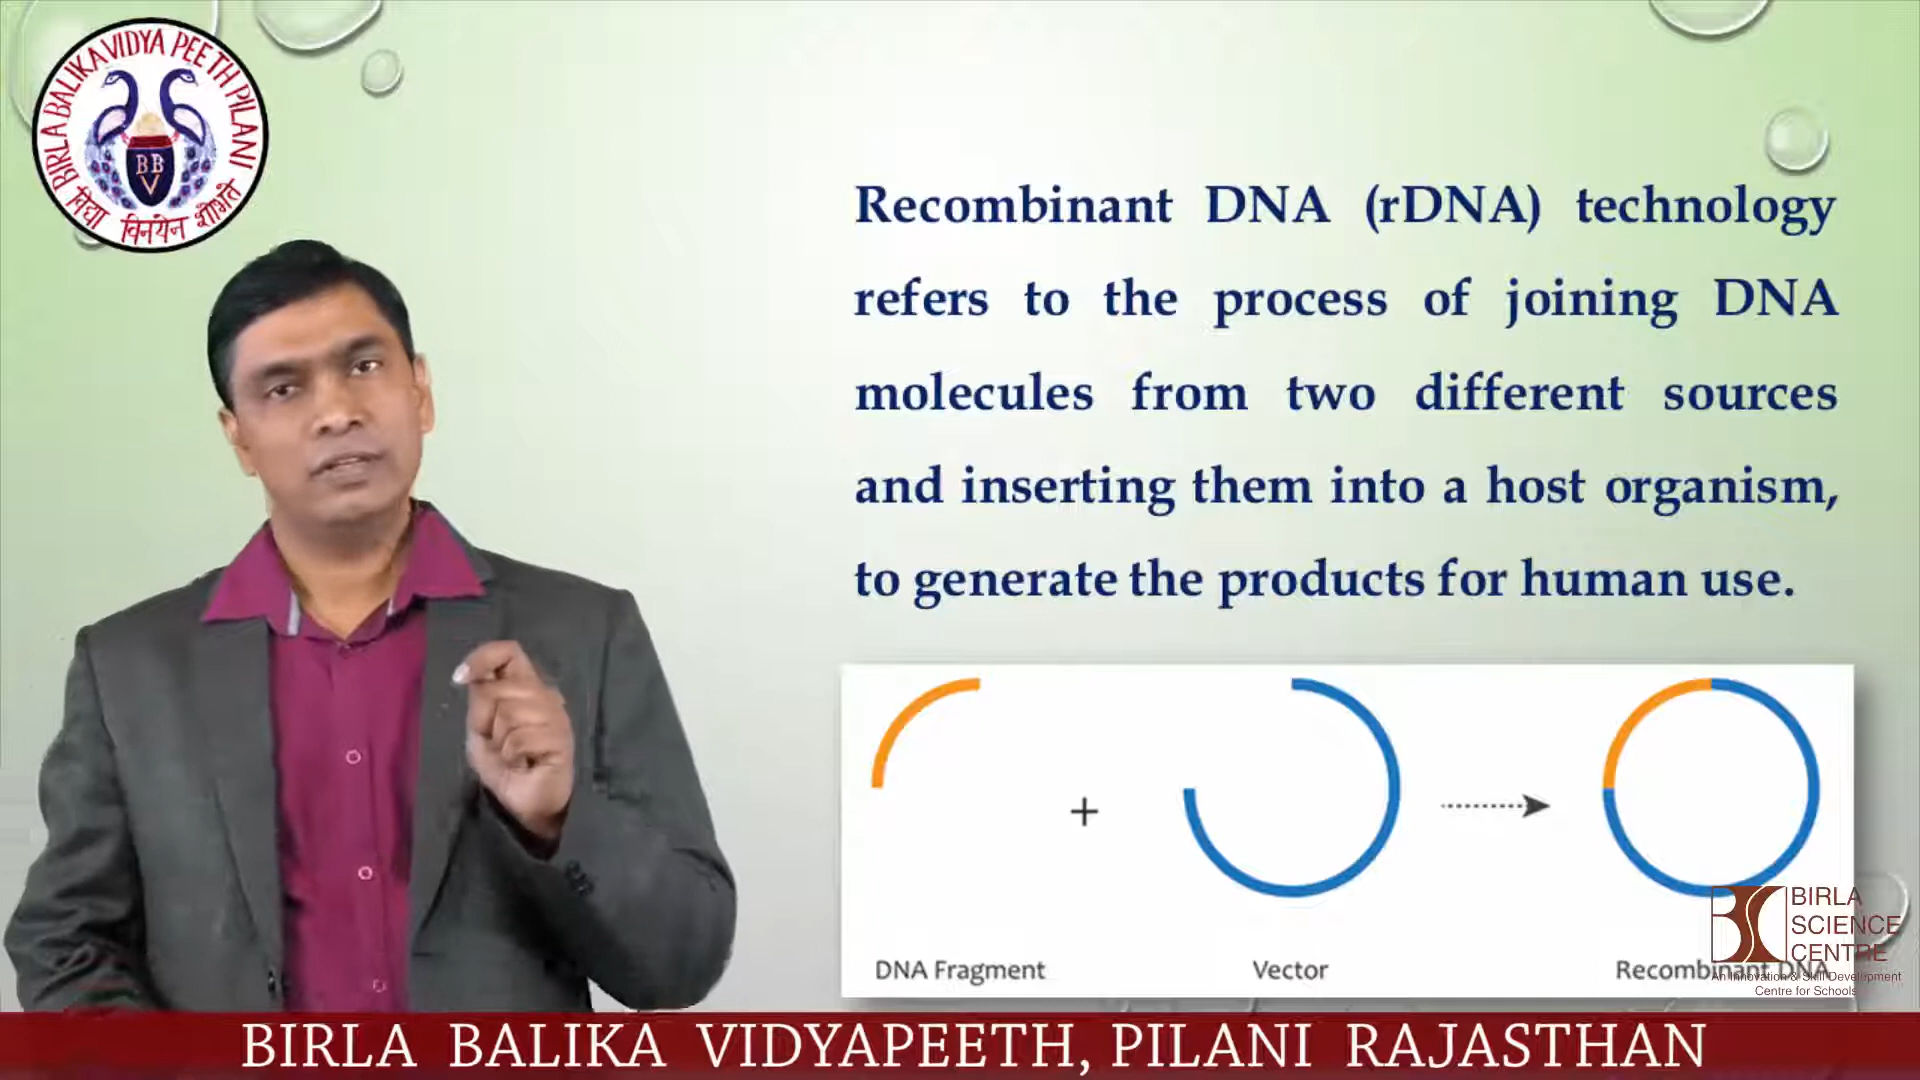 BIRLA BALIKA VIDYA PEETH PILANI
BB
V
विद्या विनयेन शोभते
Recombinant DNA (rDNA) technology
refers to the process of joining DNA
molecules from two different sources
and inserting them into a host organism,
to generate the products for human use.
+
DNA Fragment
Vector
Recombinant DNA
BIRLA
SCIENCE
CENTRE
An Innovation & Skill Development
Centre for Schools
BIRLA BALIKA VIDYAPEETH, PILANI RAJASTHAN